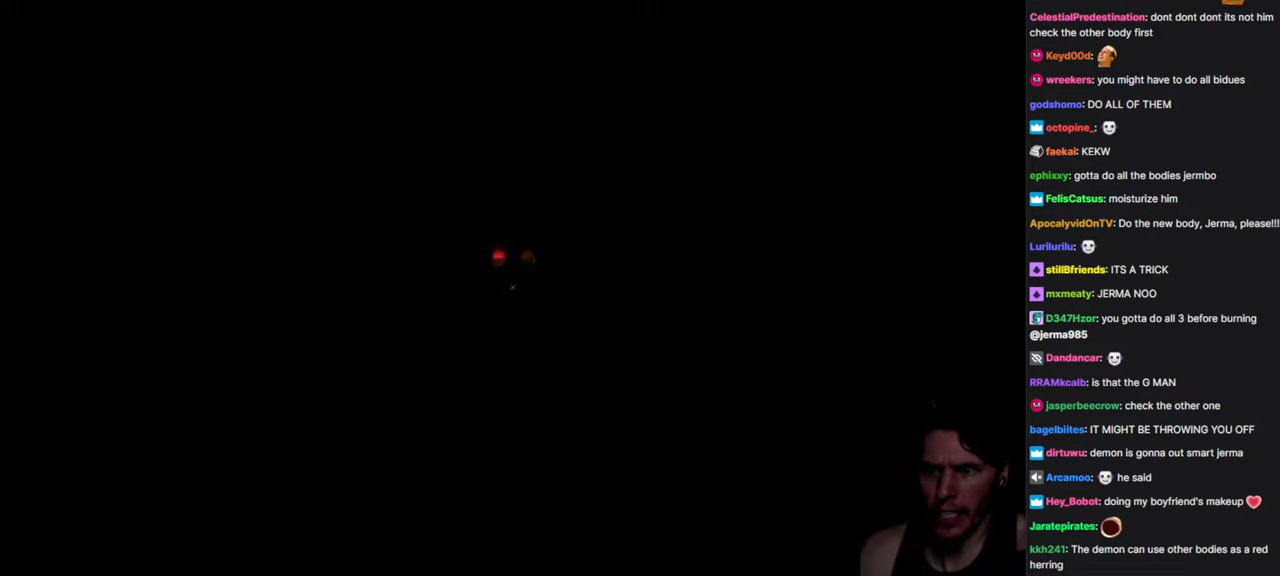 CelestialPredestination: dont dont dont its not him
check the other body first
Keyd00d:
wreekers: you might have to do all bidues
godshomo: DO ALL OF THEM
octopine_:
faekai: KEKW
ephixxy: gotta do all the bodies jermbo
FelisCatsus: moisturize him
ApocalyvidOnTV: Do the new body, Jerma, please!!!
Lurilurilu:
stillBfriends: ITS A TRICK
mxmeaty: JERMA NOO
D347Hzor: you gotta do all 3 before burning
@jerma985
Dandancar:
RRAMkcalb: is that the G MAN
jasperbeecrow: check the other one
bagelbiites: IT MIGHT BE THROWING YOU OFF
dirtuwu: demon is gonna out smart jerma
Arcamoo: he said
Hey_Bobot: doing my boyfriend's makeup
Jaratepirates:
kkh241: The demon can use other bodies as a red
herring